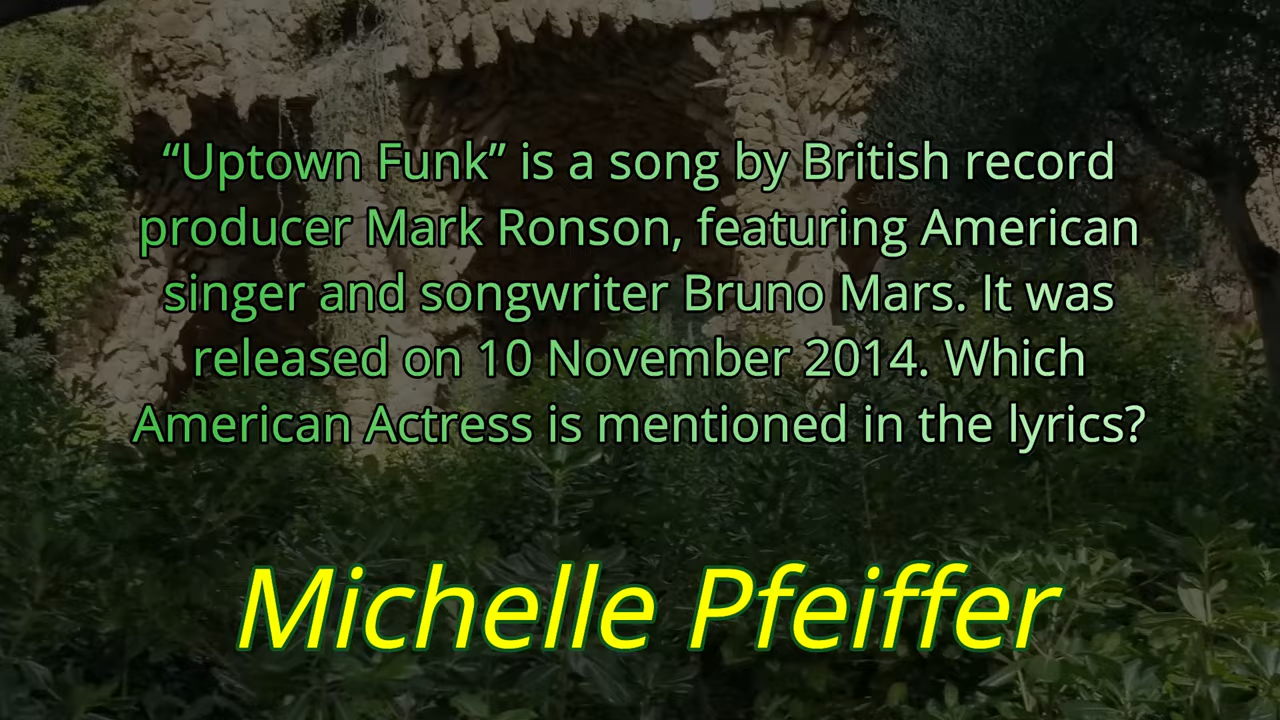 “Uptown Funk” is a song by British record
producer Mark Ronson, featuring American
singer and songwriter Bruno Mars. It was
released on 10 November 2014. Which
American Actress is mentioned in the lyrics?
Michelle Pfeiffer